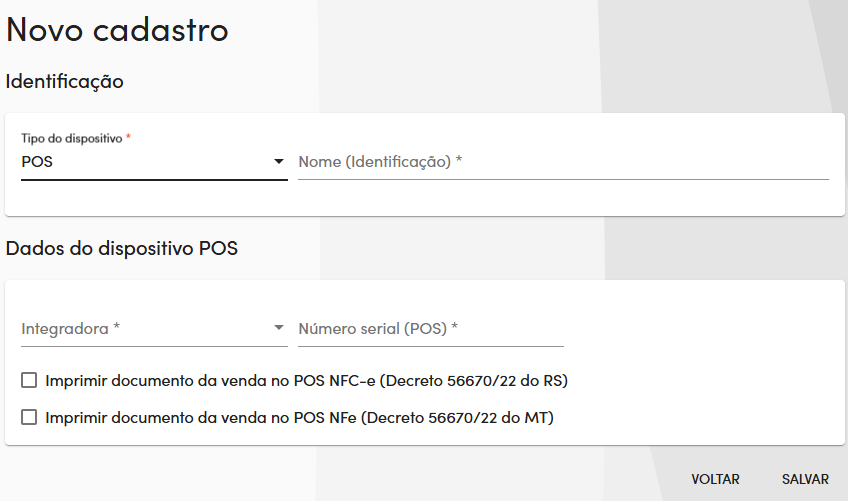 Novo cadastro
Identificação
Tipo do dispositivo *
POS
Nome (Identificação) *
Dados do dispositivo POS
Integradora *
Número serial (POS) *
Imprimir documento da venda no POS NFC-e (Decreto 56670/22 do RS)
Imprimir documento da venda no POS NFe (Decreto 56670/22 do MT)
VOLTAR
SALVAR